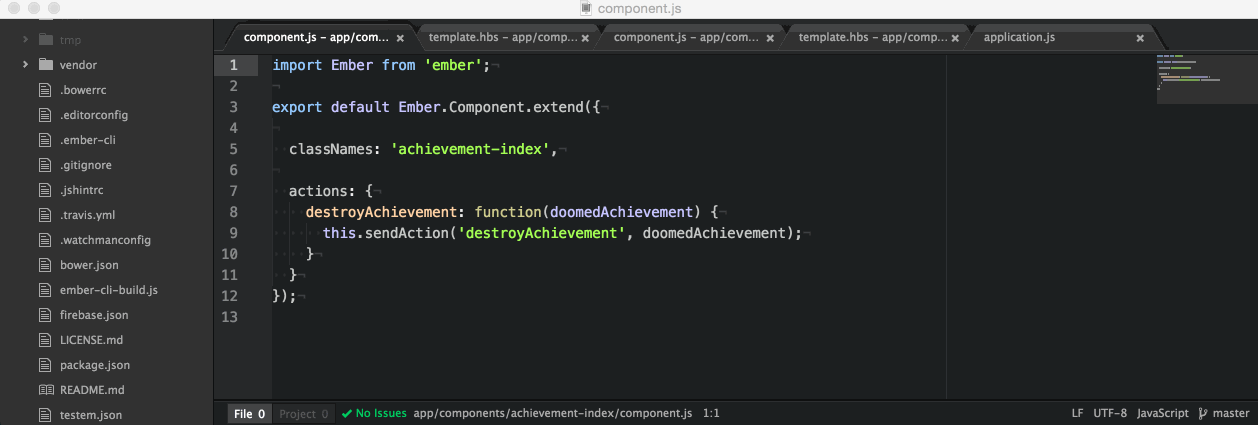 component.js
tmp
vendor
.bowerrc
.editorconfig
.ember-cli
.gitignore
.jshintrc
.travis.yml
.watchmanconfig
bower.json
ember-cli-build.js
firebase.json
LICENSE.md
package.json
README.md
testem.json
component.js – app/com... × template.hbs – app/comp... × component.js – app/com... × template.hbs – app/comp... × application.js ×
1 import Ember from 'ember';¬
2 ¬
3 export default Ember.Component.extend({¬
4 ¬
5 ··classNames: 'achievement-index',¬
6 ¬
7 ··actions: {¬
8 ····destroyAchievement: function(doomedAchievement) {¬
9 ······this.sendAction('destroyAchievement', doomedAchievement);¬
10 ····}¬
11 ··}¬
12 });¬
13
File 0 Project 0 ✓ No Issues app/components/achievement-index/component.js 1:1 LF UTF-8 JavaScript master